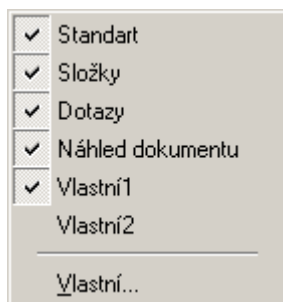 Standart
Složky
Dotazy
Náhled dokumentu
Vlastní1
Vlastní2
Vlastní...